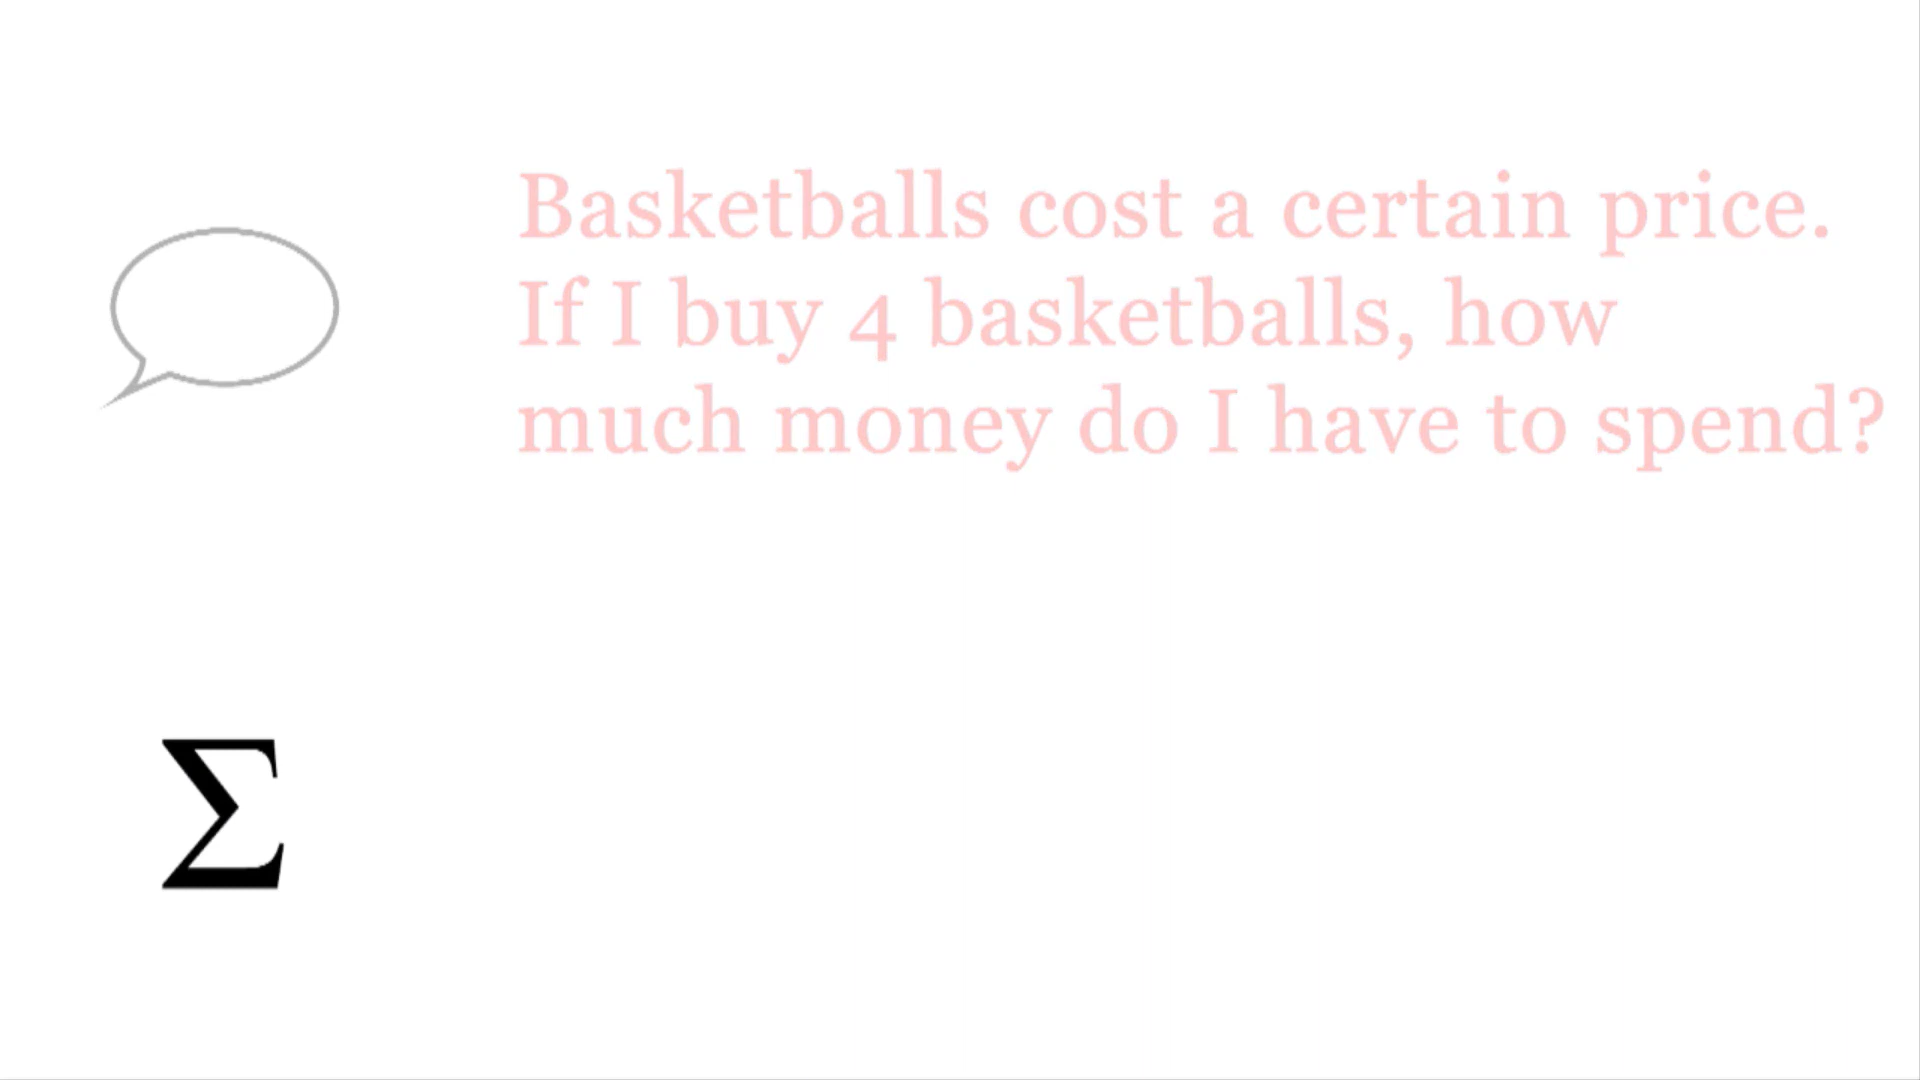 Basketballs cost a certain price.
If I buy 4 basketballs, how
much money do I have to spend?
Σ